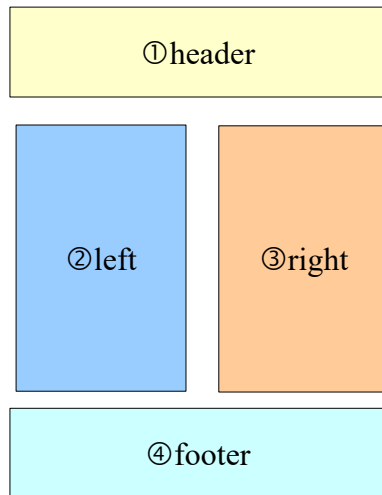 ①header
②left
③right
④footer